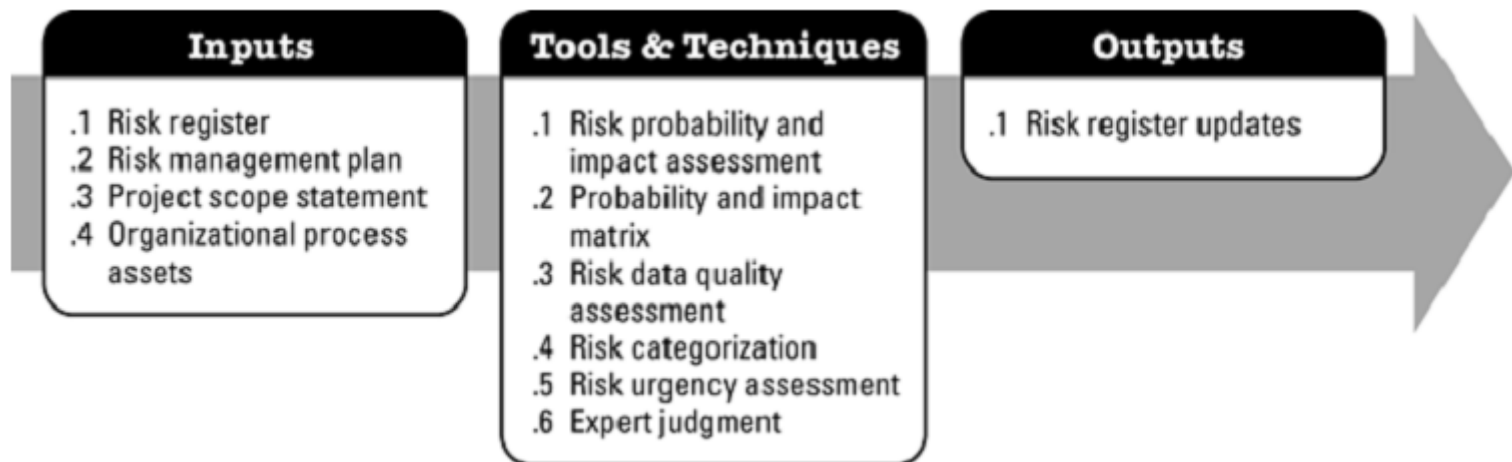 Inputs
.1 Risk register
.2 Risk management plan
.3 Project scope statement
.4 Organizational process
assets
Tools & Techniques
.1 Risk probability and
impact assessment
.2 Probability and impact
matrix
.3 Risk data quality
assessment
.4 Risk categorization
.5 Risk urgency assessment
.6 Expert judgment
Outputs
.1 Risk register updates